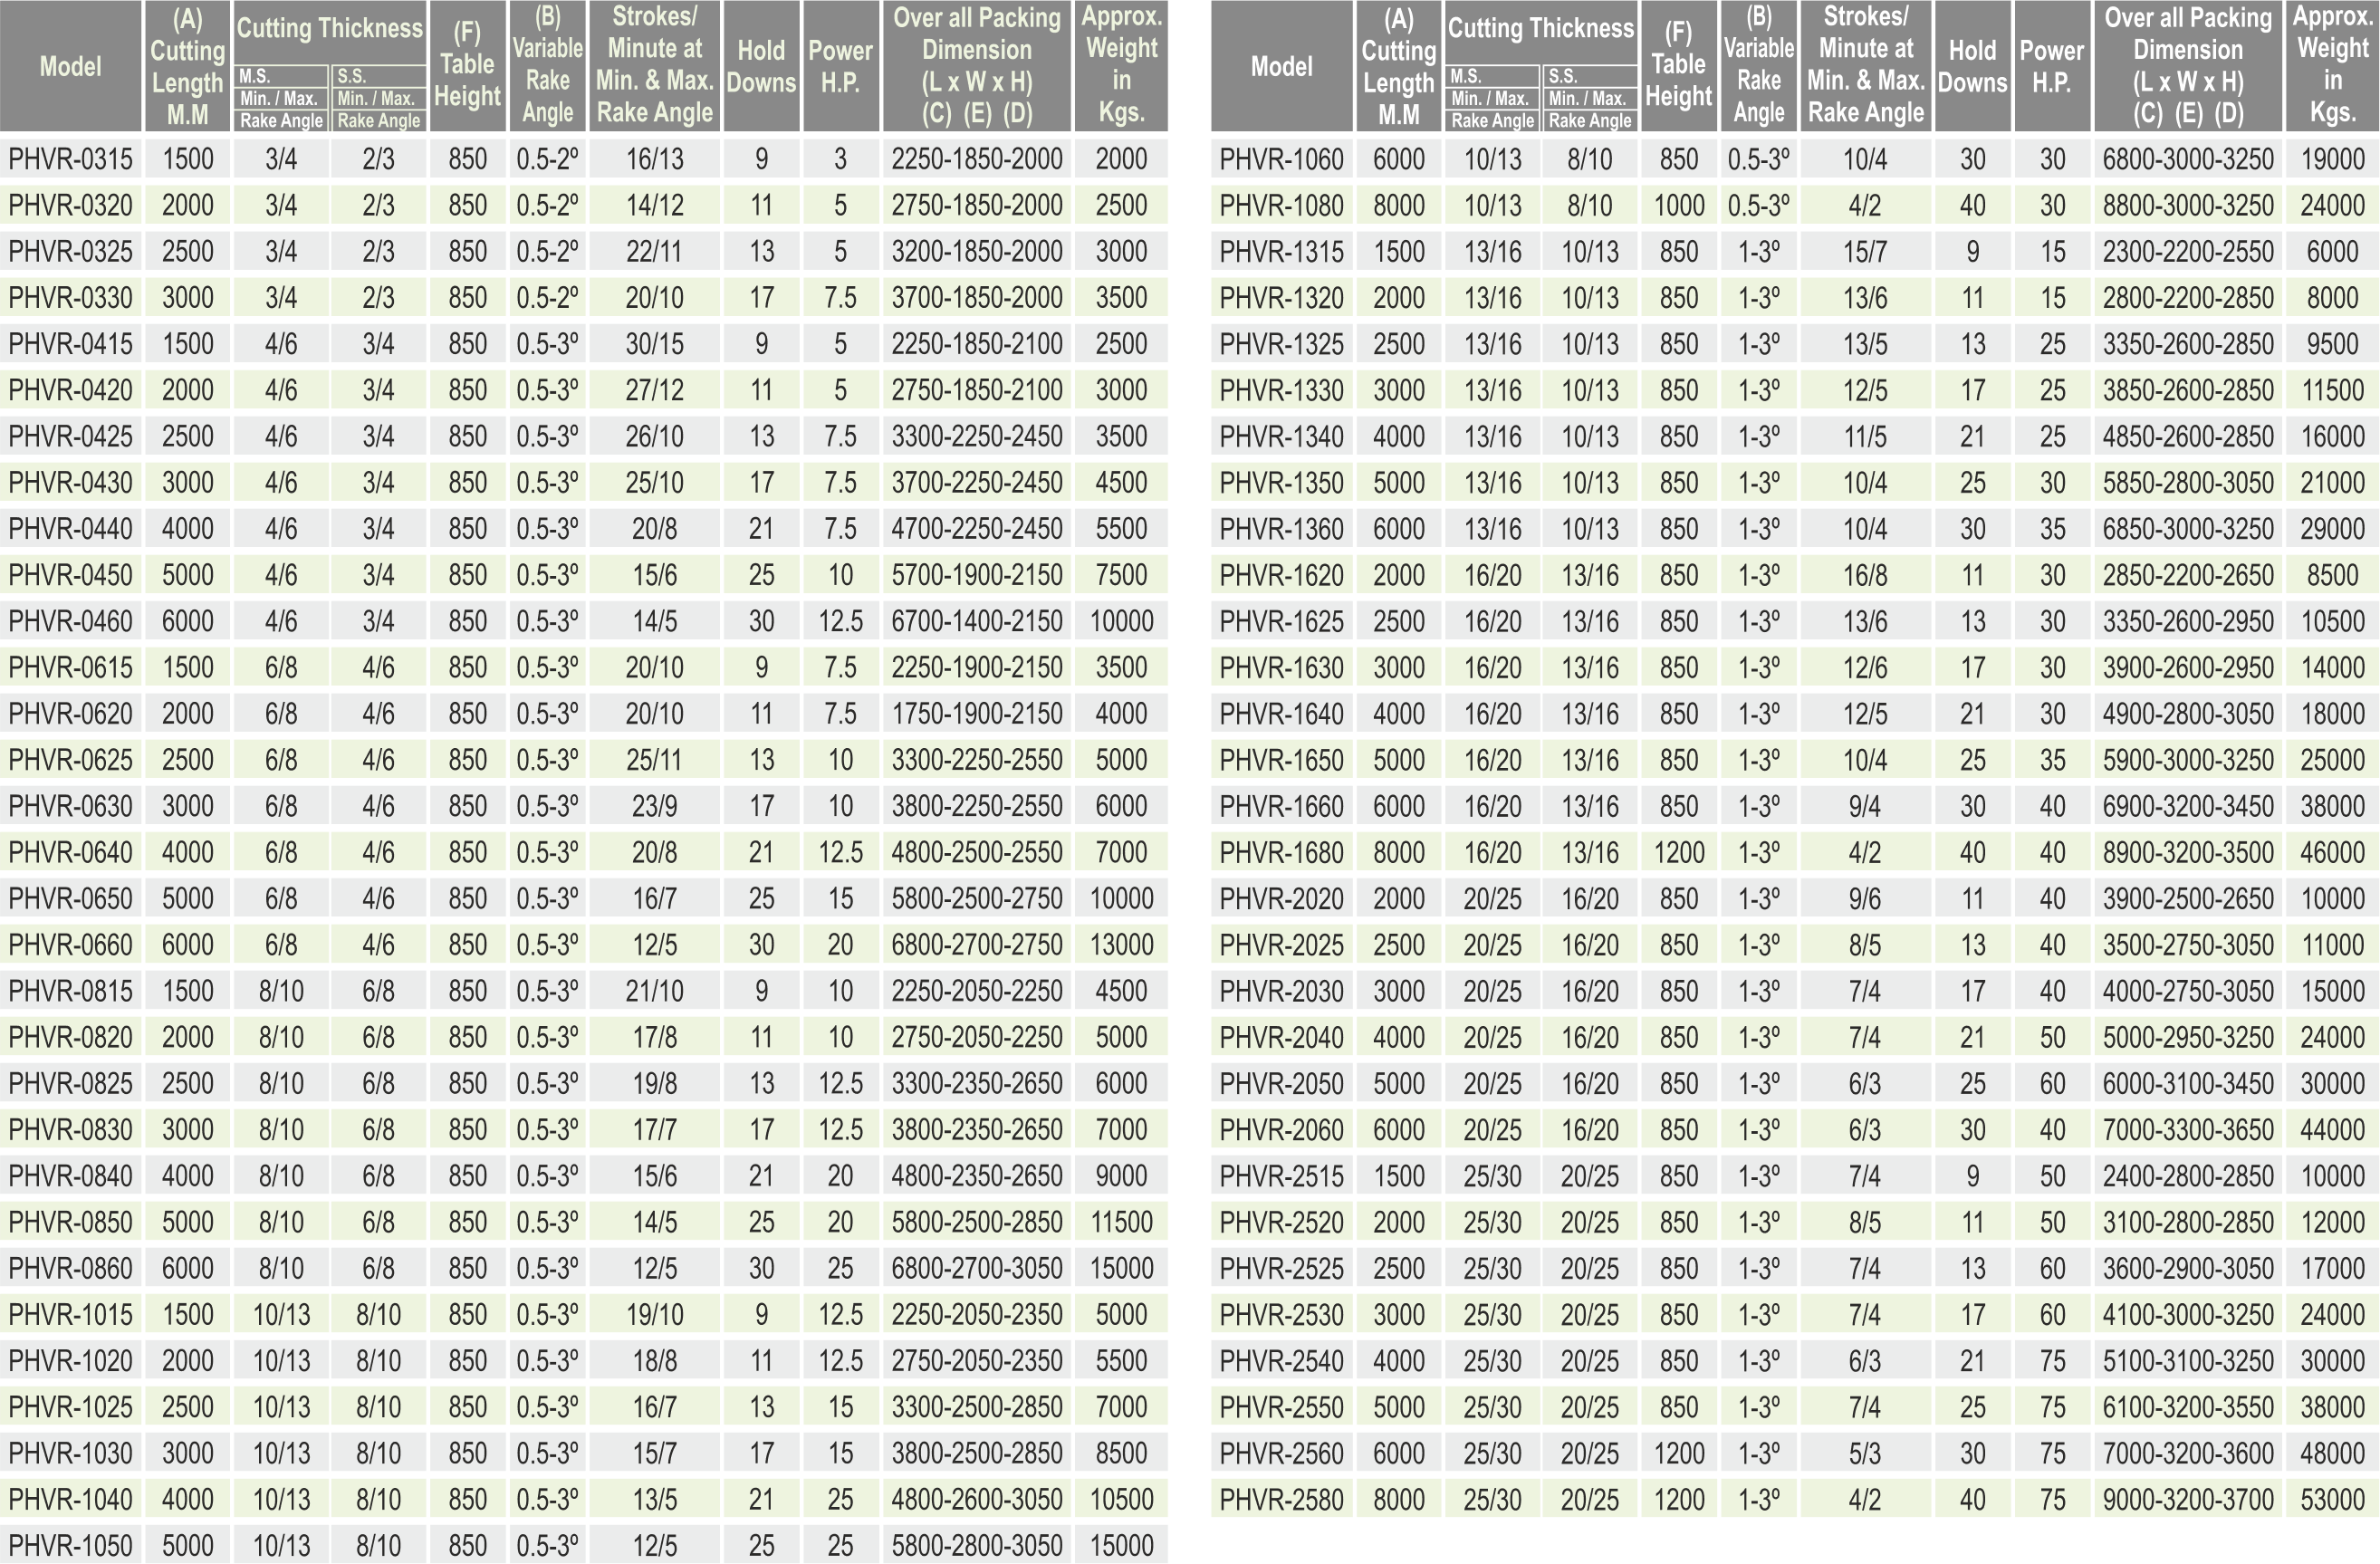 Model (A) Cutting Length M.M Cutting Thickness M.S. Min. / Max. Rake Angle S.S. Min. / Max. Rake Angle (F) Table Height (B) Variable Rake Angle Strokes/ Minute at Min. & Max. Rake Angle Hold Downs Power H.P. Over all Packing Dimension (L x W x H) (C) (E) (D) Approx. Weight in Kgs.
PHVR-0315 1500 3/4 2/3 850 0.5-2º 16/13 9 3 2250-1850-2000 2000
PHVR-0320 2000 3/4 2/3 850 0.5-2º 14/12 11 5 2750-1850-2000 2500
PHVR-0325 2500 3/4 2/3 850 0.5-2º 22/11 13 5 3200-1850-2000 3000
PHVR-0330 3000 3/4 2/3 850 0.5-2º 20/10 17 7.5 3700-1850-2000 3500
PHVR-0415 1500 4/6 3/4 850 0.5-3º 30/15 9 5 2250-1850-2100 2500
PHVR-0420 2000 4/6 3/4 850 0.5-3º 27/12 11 5 2750-1850-2100 3000
PHVR-0425 2500 4/6 3/4 850 0.5-3º 26/10 13 7.5 3300-2250-2450 3500
PHVR-0430 3000 4/6 3/4 850 0.5-3º 25/10 17 7.5 3700-2250-2450 4500
PHVR-0440 4000 4/6 3/4 850 0.5-3º 20/8 21 7.5 4700-2250-2450 5500
PHVR-0450 5000 4/6 3/4 850 0.5-3º 15/6 25 10 5700-1900-2150 7500
PHVR-0460 6000 4/6 3/4 850 0.5-3º 14/5 30 12.5 6700-1400-2150 10000
PHVR-0615 1500 6/8 4/6 850 0.5-3º 20/10 9 7.5 2250-1900-2150 3500
PHVR-0620 2000 6/8 4/6 850 0.5-3º 20/10 11 7.5 1750-1900-2150 4000
PHVR-0625 2500 6/8 4/6 850 0.5-3º 25/11 13 10 3300-2250-2550 5000
PHVR-0630 3000 6/8 4/6 850 0.5-3º 23/9 17 10 3800-2250-2550 6000
PHVR-0640 4000 6/8 4/6 850 0.5-3º 20/8 21 12.5 4800-2500-2550 7000
PHVR-0650 5000 6/8 4/6 850 0.5-3º 16/7 25 15 5800-2500-2750 10000
PHVR-0660 6000 6/8 4/6 850 0.5-3º 12/5 30 20 6800-2700-2750 13000
PHVR-0815 1500 8/10 6/8 850 0.5-3º 21/10 9 10 2250-2050-2250 4500
PHVR-0820 2000 8/10 6/8 850 0.5-3º 17/8 11 10 2750-2050-2250 5000
PHVR-0825 2500 8/10 6/8 850 0.5-3º 19/8 13 12.5 3300-2350-2650 6000
PHVR-0830 3000 8/10 6/8 850 0.5-3º 17/7 17 12.5 3800-2350-2650 7000
PHVR-0840 4000 8/10 6/8 850 0.5-3º 15/6 21 20 4800-2350-2650 9000
PHVR-0850 5000 8/10 6/8 850 0.5-3º 14/5 25 20 5800-2500-2850 11500
PHVR-0860 6000 8/10 6/8 850 0.5-3º 12/5 30 25 6800-2700-3050 15000
PHVR-1015 1500 10/13 8/10 850 0.5-3º 19/10 9 12.5 2250-2050-2350 5000
PHVR-1020 2000 10/13 8/10 850 0.5-3º 18/8 11 12.5 2750-2050-2350 5500
PHVR-1025 2500 10/13 8/10 850 0.5-3º 16/7 13 15 3300-2500-2850 7000
PHVR-1030 3000 10/13 8/10 850 0.5-3º 15/7 17 15 3800-2500-2850 8500
PHVR-1040 4000 10/13 8/10 850 0.5-3º 13/5 21 25 4800-2600-3050 10500
PHVR-1050 5000 10/13 8/10 850 0.5-3º 12/5 25 25 5800-2800-3050 15000
Model (A) Cutting Length M.M Cutting Thickness M.S. Min. / Max. Rake Angle S.S. Min. / Max. Rake Angle (F) Table Height (B) Variable Rake Angle Strokes/ Minute at Min. & Max. Rake Angle Hold Downs Power H.P. Over all Packing Dimension (L x W x H) (C) (E) (D) Approx. Weight in Kgs.
PHVR-1060 6000 10/13 8/10 850 0.5-3º 10/4 30 30 6800-3000-3250 19000
PHVR-1080 8000 10/13 8/10 1000 0.5-3º 4/2 40 30 8800-3000-3250 24000
PHVR-1315 1500 13/16 10/13 850 1-3º 15/7 9 15 2300-2200-2550 6000
PHVR-1320 2000 13/16 10/13 850 1-3º 13/6 11 15 2800-2200-2850 8000
PHVR-1325 2500 13/16 10/13 850 1-3º 13/5 13 25 3350-2600-2850 9500
PHVR-1330 3000 13/16 10/13 850 1-3º 12/5 17 25 3850-2600-2850 11500
PHVR-1340 4000 13/16 10/13 850 1-3º 11/5 21 25 4850-2600-2850 16000
PHVR-1350 5000 13/16 10/13 850 1-3º 10/4 25 30 5850-2800-3050 21000
PHVR-1360 6000 13/16 10/13 850 1-3º 10/4 30 35 6850-3000-3250 29000
PHVR-1620 2000 16/20 13/16 850 1-3º 16/8 11 30 2850-2200-2650 8500
PHVR-1625 2500 16/20 13/16 850 1-3º 13/6 13 30 3350-2600-2950 10500
PHVR-1630 3000 16/20 13/16 850 1-3º 12/6 17 30 3900-2600-2950 14000
PHVR-1640 4000 16/20 13/16 850 1-3º 12/5 21 30 4900-2800-3050 18000
PHVR-1650 5000 16/20 13/16 850 1-3º 10/4 25 35 5900-3000-3250 25000
PHVR-1660 6000 16/20 13/16 850 1-3º 9/4 30 40 6900-3200-3450 38000
PHVR-1680 8000 16/20 13/16 1200 1-3º 4/2 40 40 8900-3200-3500 46000
PHVR-2020 2000 20/25 16/20 850 1-3º 9/6 11 40 3900-2500-2650 10000
PHVR-2025 2500 20/25 16/20 850 1-3º 8/5 13 40 3500-2750-3050 11000
PHVR-2030 3000 20/25 16/20 850 1-3º 7/4 17 40 4000-2750-3050 15000
PHVR-2040 4000 20/25 16/20 850 1-3º 7/4 21 50 5000-2950-3250 24000
PHVR-2050 5000 20/25 16/20 850 1-3º 6/3 25 60 6000-3100-3450 30000
PHVR-2060 6000 20/25 16/20 850 1-3º 6/3 30 40 7000-3300-3650 44000
PHVR-2515 1500 25/30 20/25 850 1-3º 7/4 9 50 2400-2800-2850 10000
PHVR-2520 2000 25/30 20/25 850 1-3º 8/5 11 50 3100-2800-2850 12000
PHVR-2525 2500 25/30 20/25 850 1-3º 7/4 13 60 3600-2900-3050 17000
PHVR-2530 3000 25/30 20/25 850 1-3º 7/4 17 60 4100-3000-3250 24000
PHVR-2540 4000 25/30 20/25 850 1-3º 6/3 21 75 5100-3100-3250 30000
PHVR-2550 5000 25/30 20/25 850 1-3º 7/4 25 75 6100-3200-3550 38000
PHVR-2560 6000 25/30 20/25 1200 1-3º 5/3 30 75 7000-3200-3600 48000
PHVR-2580 8000 25/30 20/25 1200 1-3º 4/2 40 75 9000-3200-3700 53000